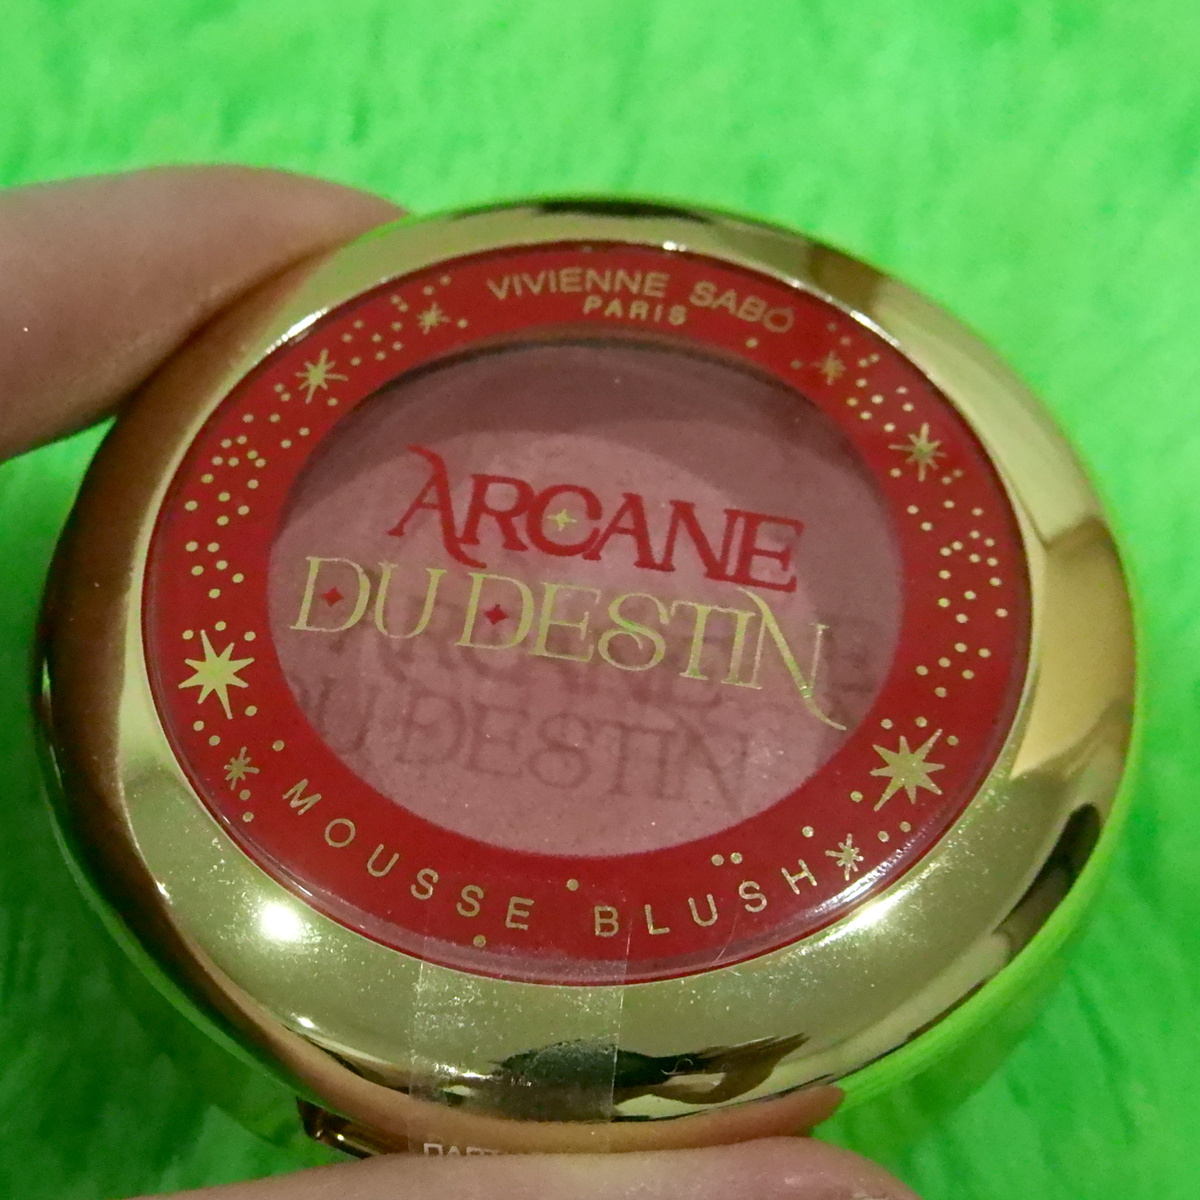 VIVIENNE SABÓ
PARIS
ARCANE
DU DESTIN
MOUSSE BLUSH